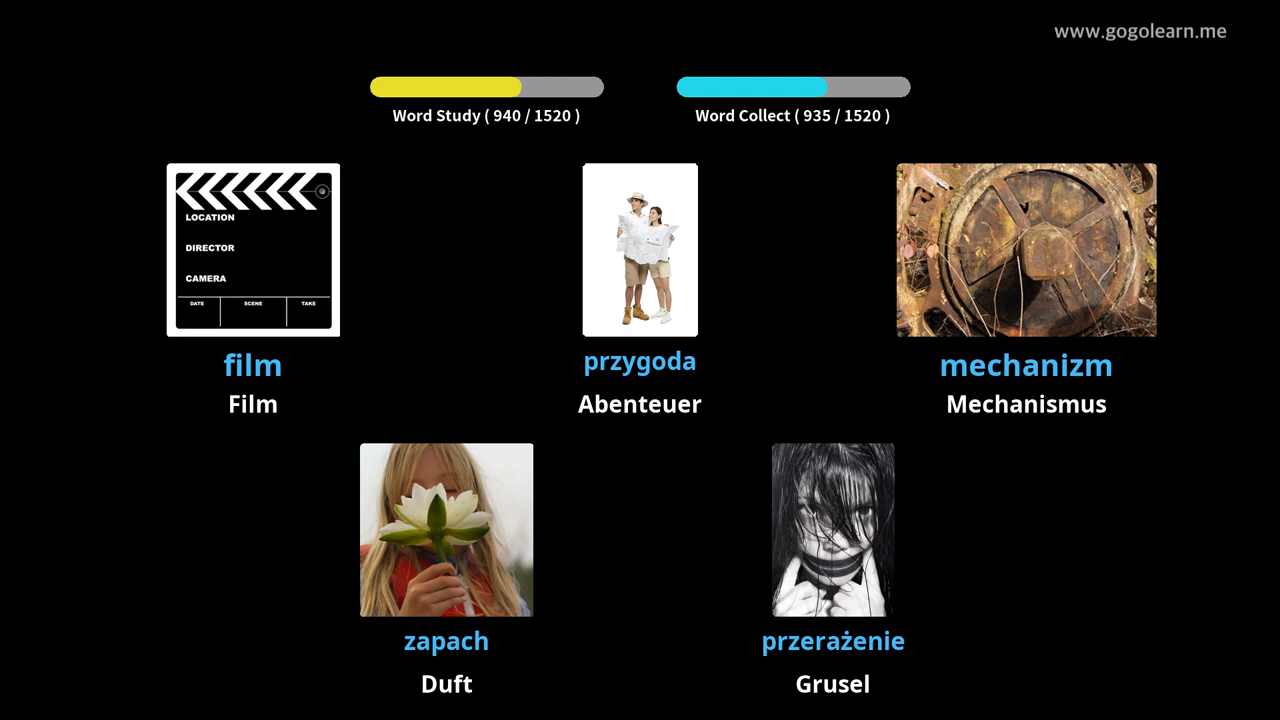 www.gogolearn.me
Word Study ( 940 / 1520 )
Word Collect ( 935 / 1520 )
LOCATION
DIRECTOR
CAMERA
DATE SCENE TAKE
film
Film
przygoda
Abenteuer
mechanizm
Mechanismus
zapach
Duft
przerażenie
Grusel